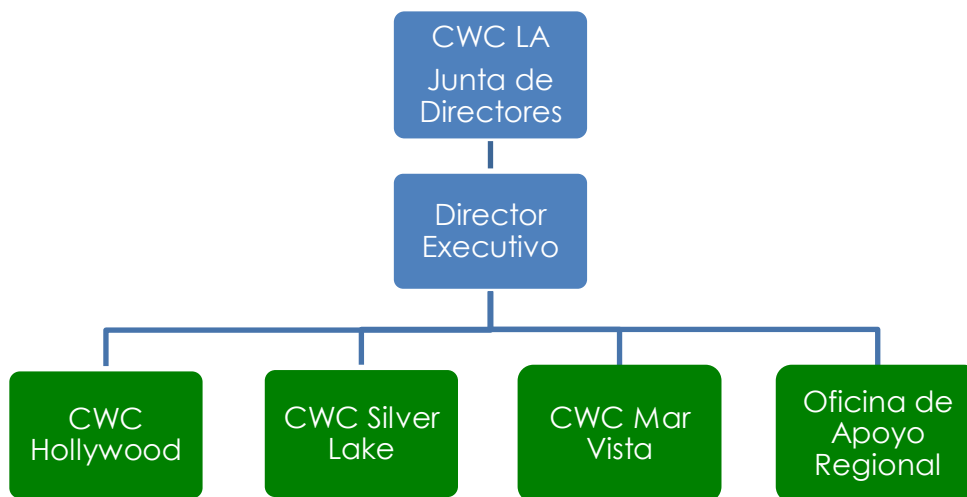 CWC LA
Junta de
Directores
Director
Executivo
CWC
Hollywood
CWC Silver
Lake
CWC Mar
Vista
Oficina de
Apoyo
Regional